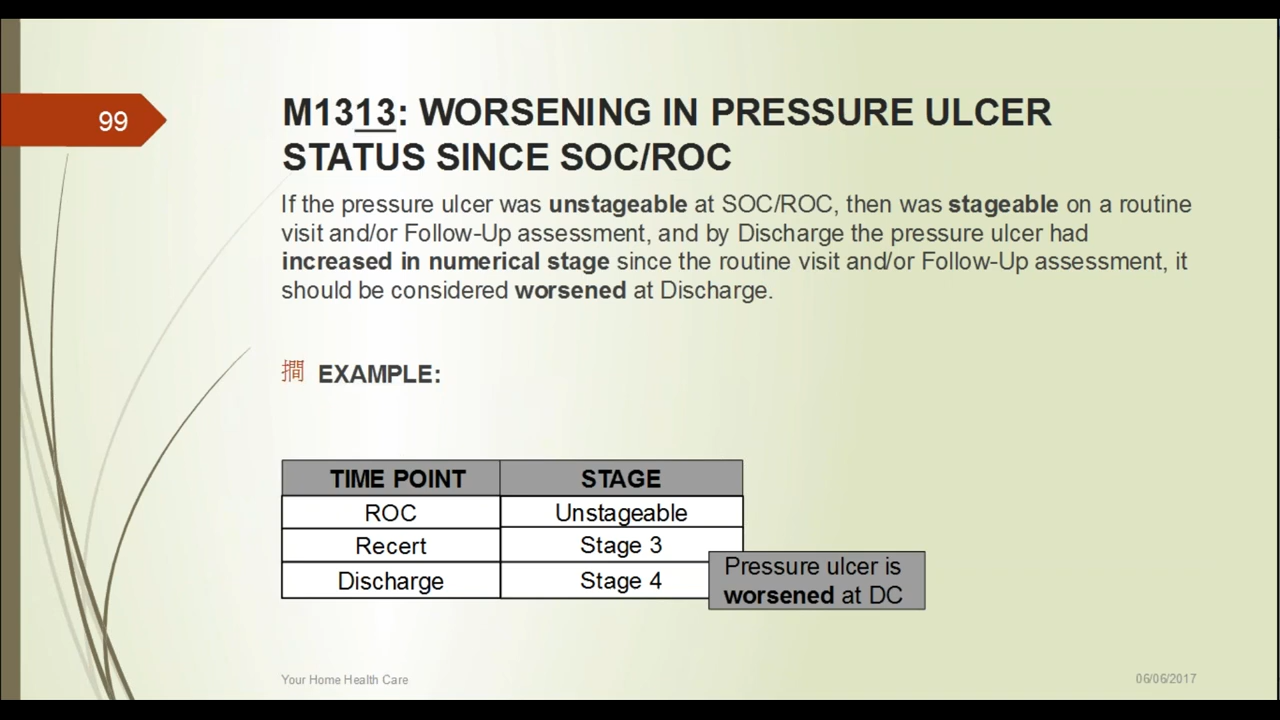 99
M1313: WORSENING IN PRESSURE ULCER
STATUS SINCE SOC/ROC
If the pressure ulcer was unstageable at SOC/ROC, then was stageable on a routine
visit and/or Follow-Up assessment, and by Discharge the pressure ulcer had
increased in numerical stage since the routine visit and/or Follow-Up assessment, it
should be considered worsened at Discharge.
撊 EXAMPLE:
TIME POINT STAGE
ROC Unstageable
Recert Stage 3
Discharge Stage 4
Pressure ulcer is
worsened at DC
Your Home Health Care 06/06/2017